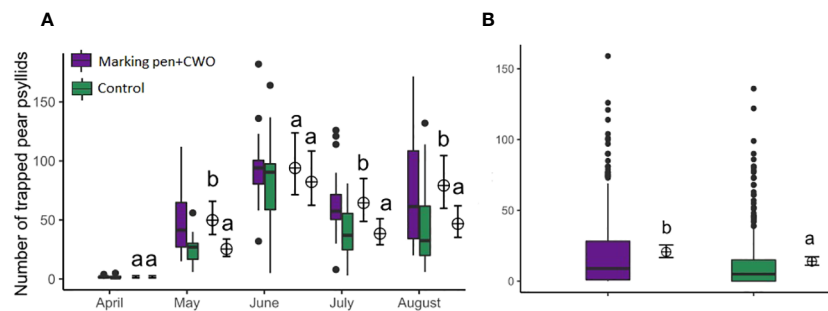 A
B
Number of trapped pear psyllids
Marking pen+CWO
Control
150
100
50
0
a a
b
a
a
a
b
a
b
a
April May June July August
150
100
50
0
b
a